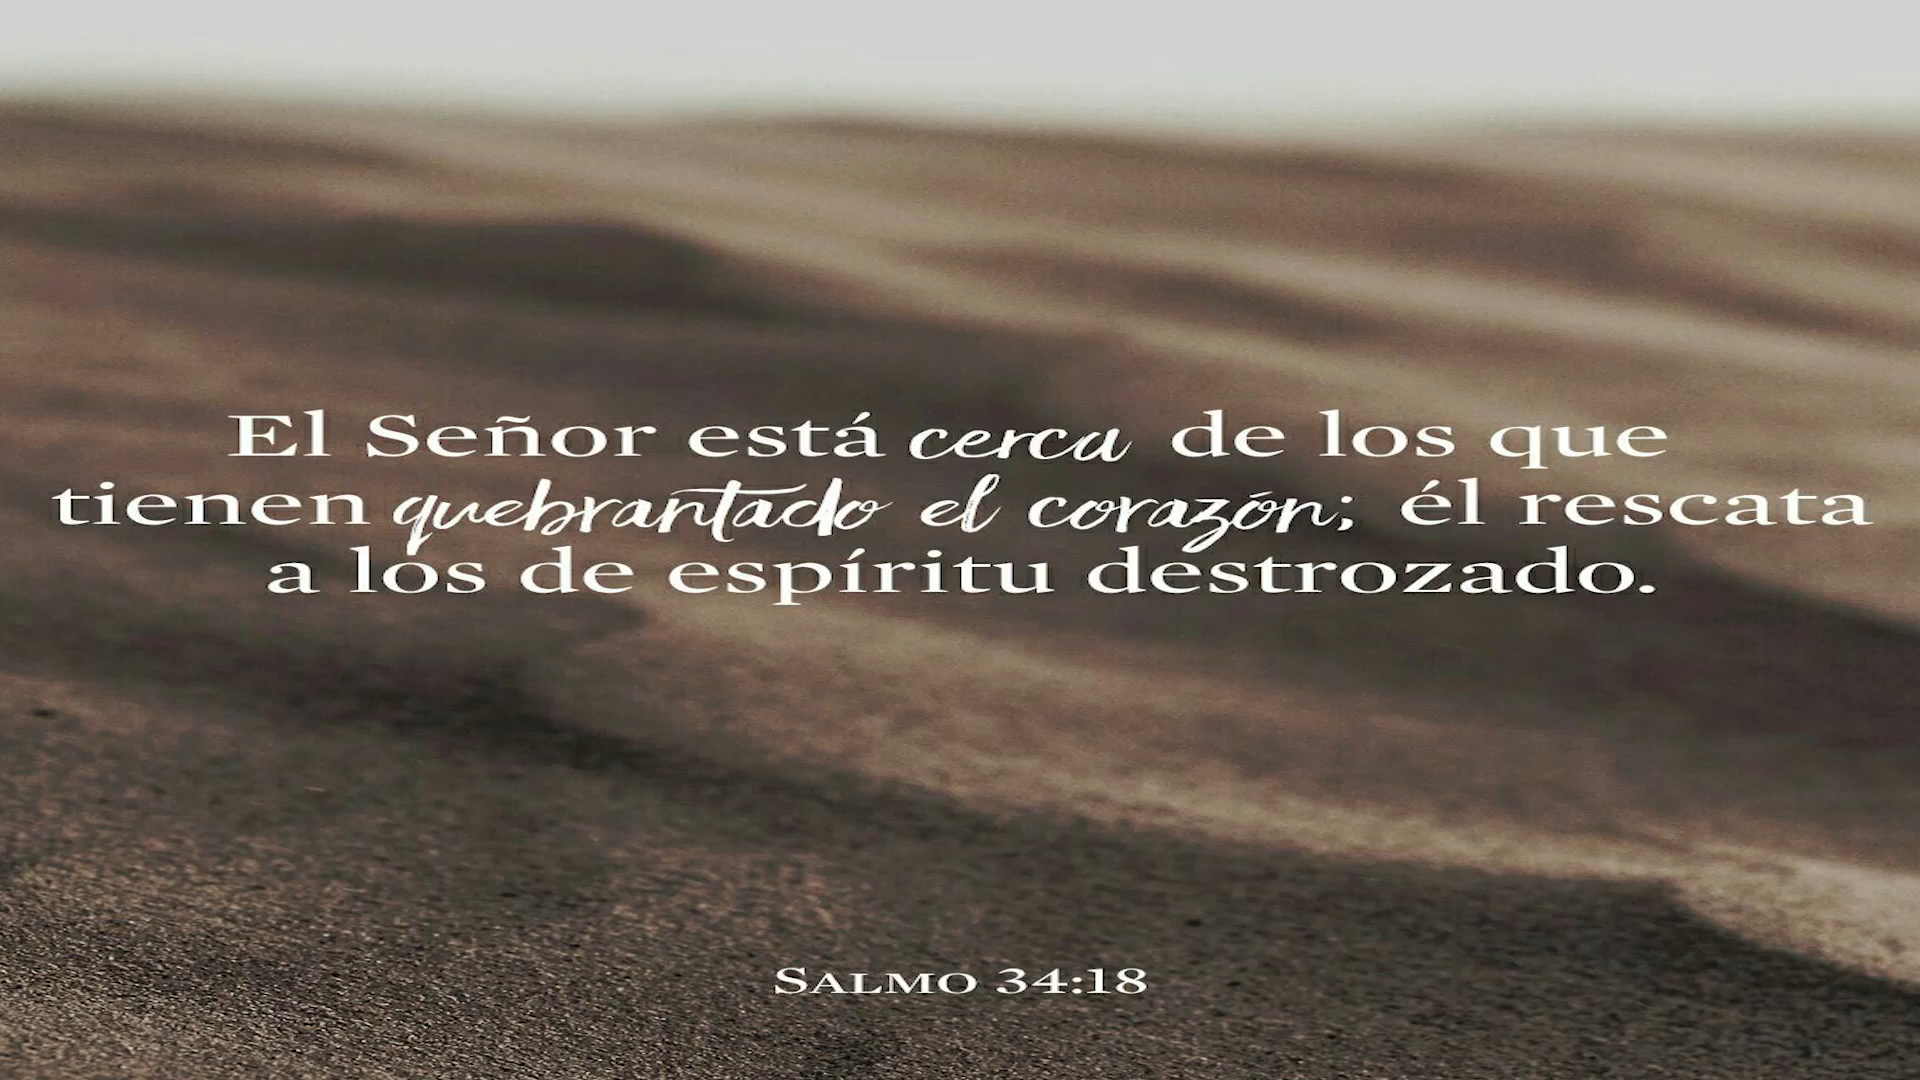 El Señor está cerca de los que
tienen quebrantado el corazón; él rescata
a los de espíritu destrozado.
SALMO 34:18